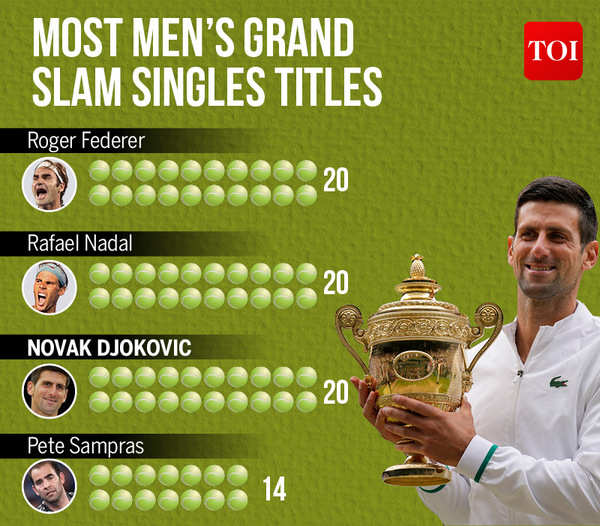 MOST MEN'S GRAND
SLAM SINGLES TITLES
TOI
Roger Federer
20
Rafael Nadal
20
NOVAK DJOKOVIC
20
Pete Sampras
14